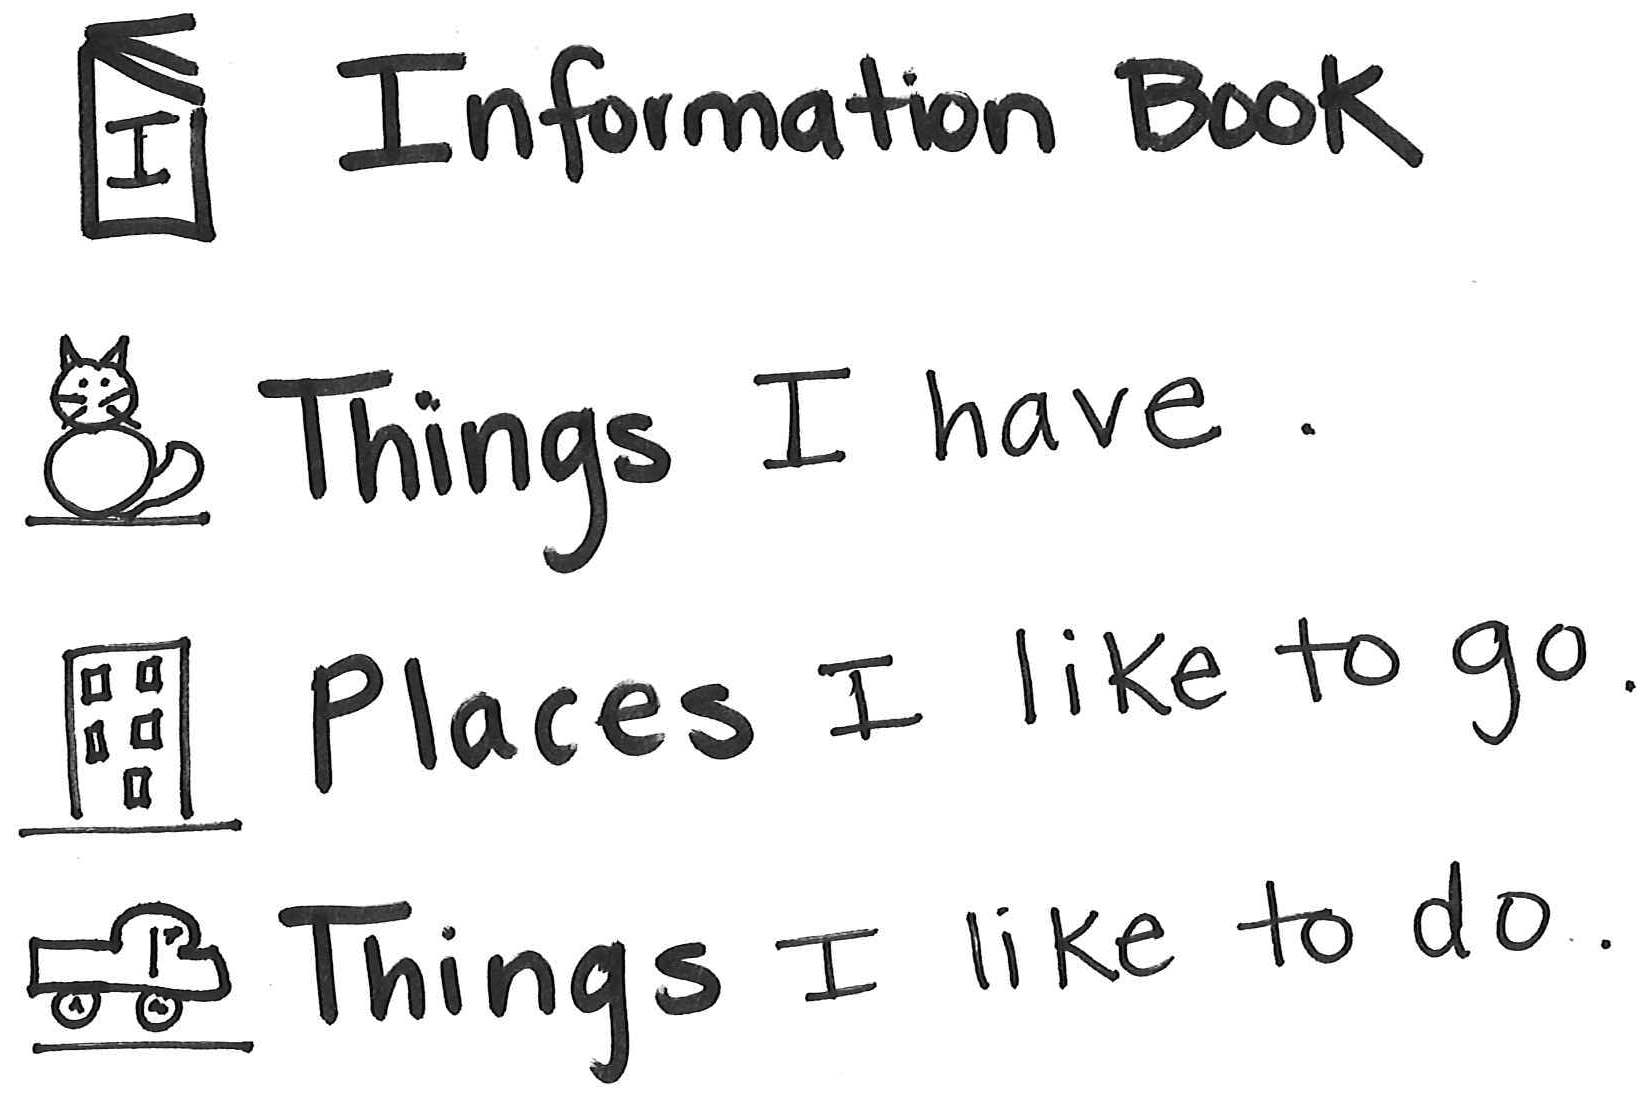 I Information Book
Things I have.
Places I like to go.
Things I like to do.